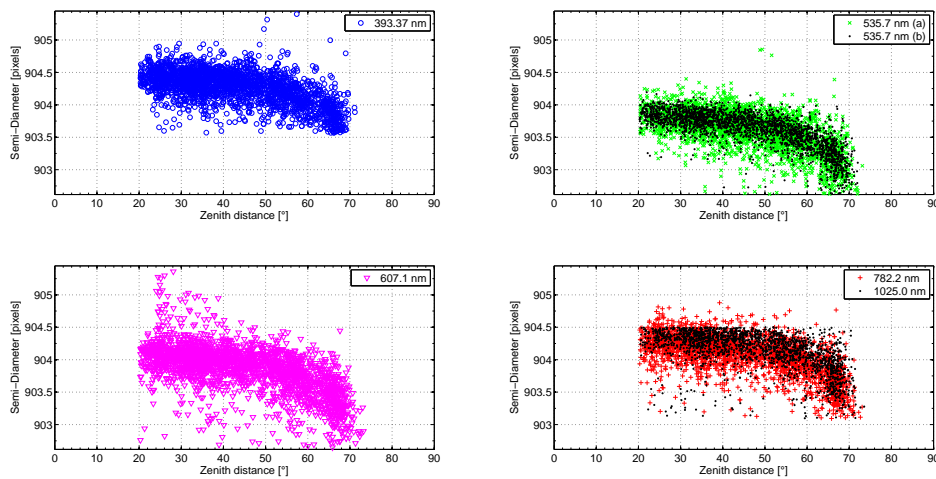 393.37 nm
905
904.5
904
903.5
903
Semi-Diameter [pixels]
0 10 20 30 40 50 60 70 80 90
Zenith distance [°]
535.7 nm (a)
535.7 nm (b)
905
904.5
904
903.5
903
Semi-Diameter [pixels]
0 10 20 30 40 50 60 70 80 90
Zenith distance [°]
607.1 nm
905
904.5
904
903.5
903
Semi-Diameter [pixels]
0 10 20 30 40 50 60 70 80 90
Zenith distance [°]
782.2 nm
1025.0 nm
905
904.5
904
903.5
903
Semi-Diameter [pixels]
0 10 20 30 40 50 60 70 80 90
Zenith distance [°]